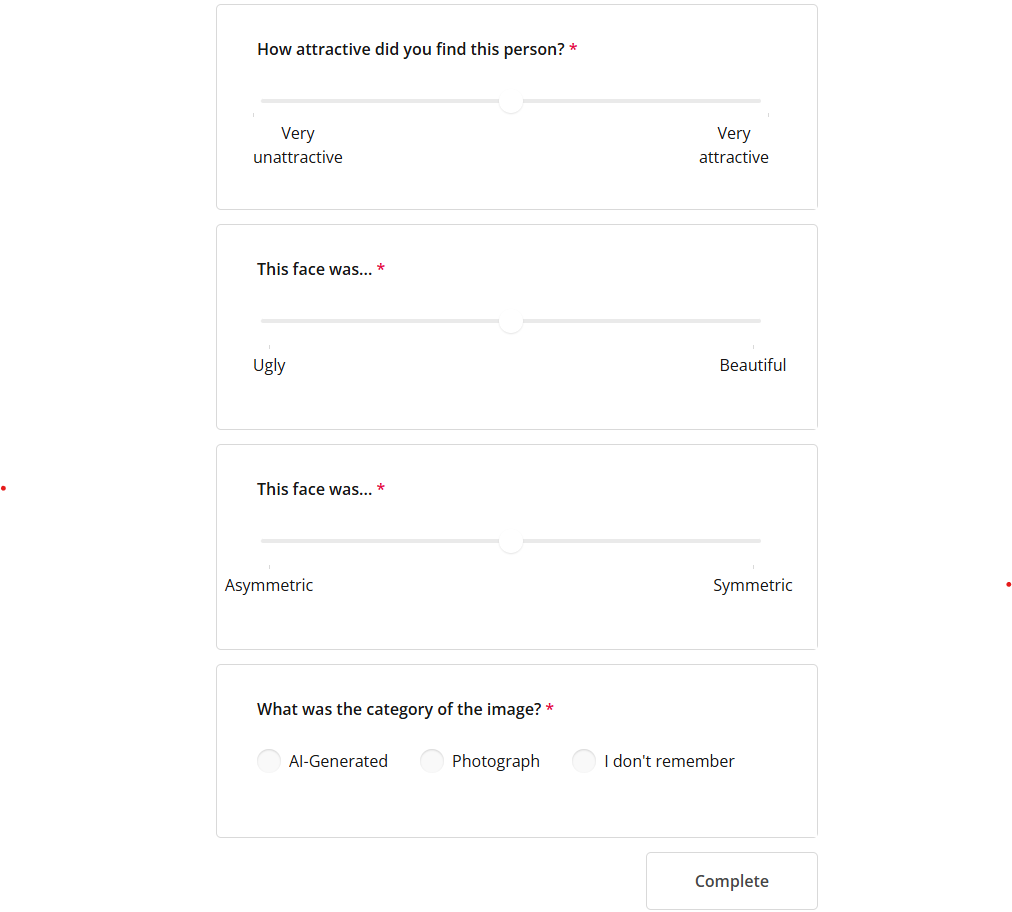 How attractive did you find this person? *
Very unattractive
Very attractive
This face was... *
Ugly
Beautiful
This face was... *
Asymmetric
Symmetric
What was the category of the image? *
AI-Generated
Photograph
I don't remember
Complete